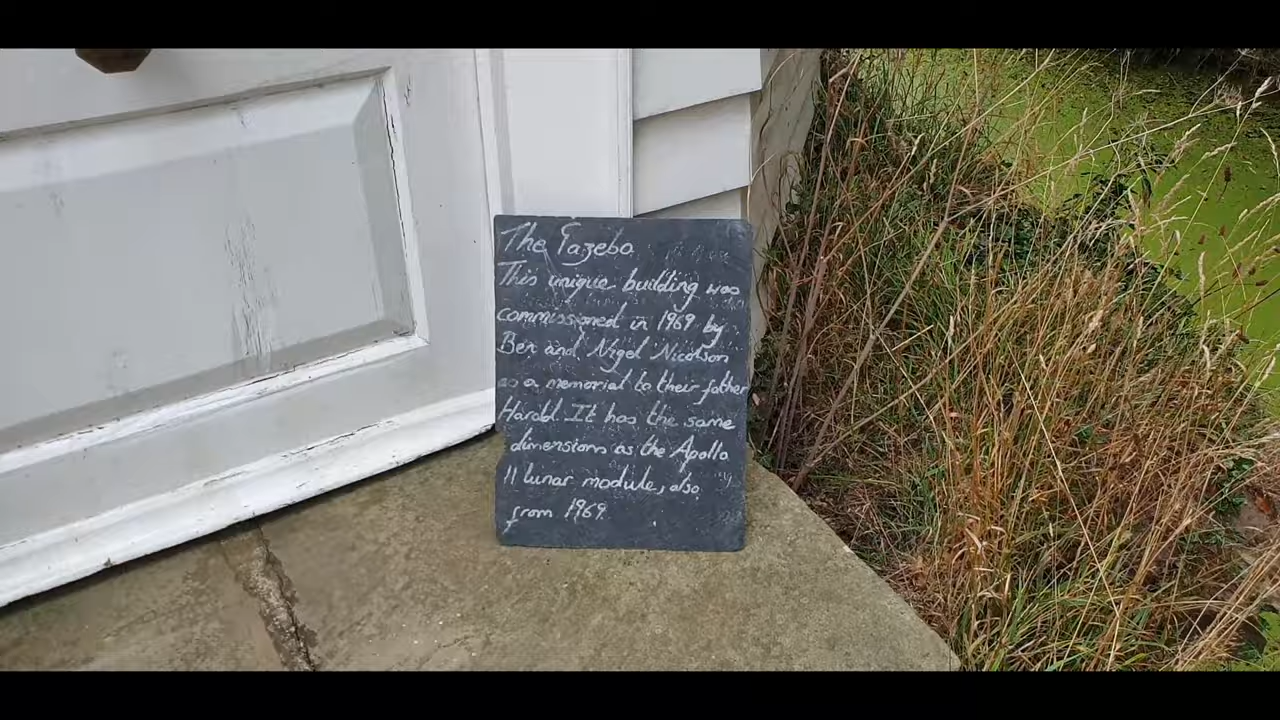 The Gazebo
This unique building was
commissioned in 1969 by
Ben and Nigel Nicolson
as a memorial to their father
Harold. It has the same
dimensions as the Apollo
11 lunar module, also
from 1969.